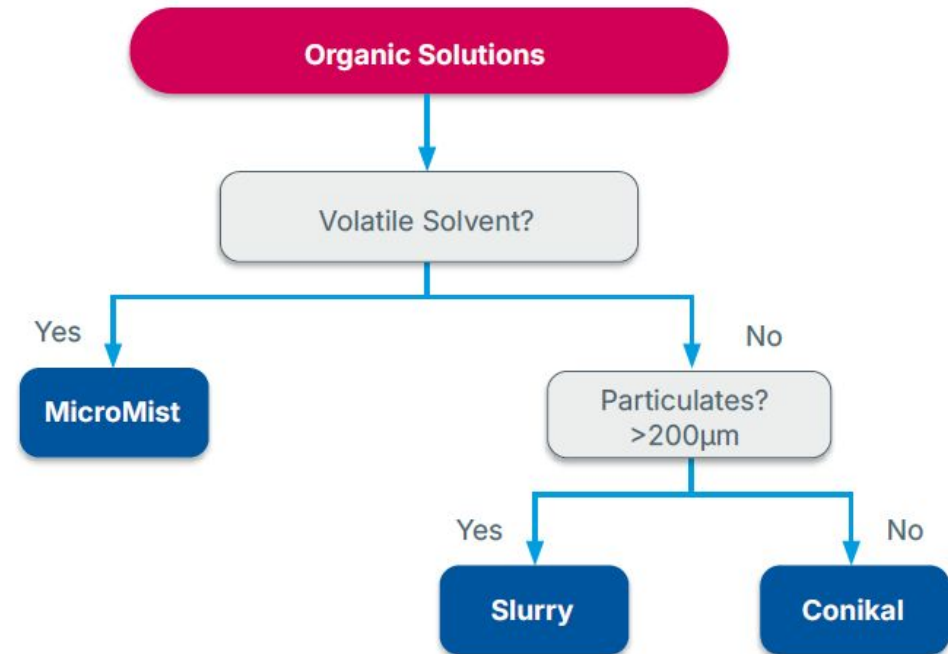 Organic Solutions
Volatile Solvent?
Yes
No
MicroMist
Particulates?
>200µm
Yes
No
Slurry
Conikal